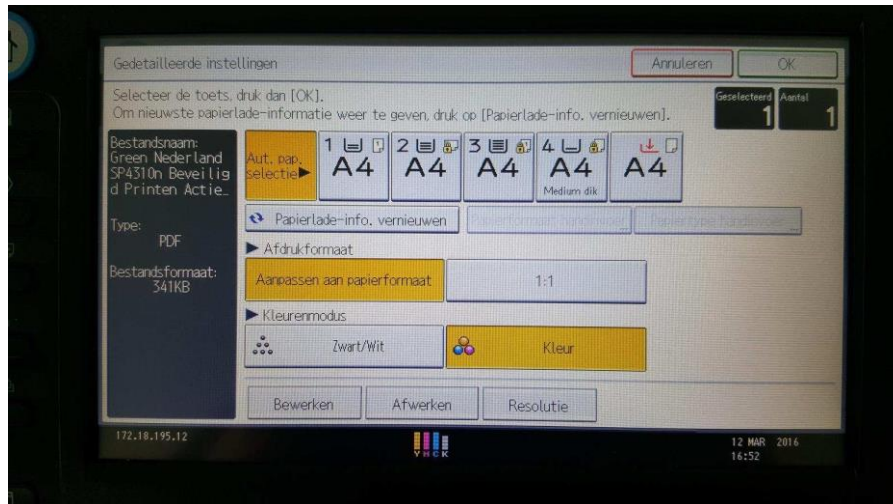 Gedetailleerde instellingen
Annuleren
OK
Selecteer de toets, druk dan [OK].
Om nieuwste papierlade-informatie weer te geven, druk op [Papierlade-info. vernieuwen].
Geselecteerd
1
Aantal
1
Bestandsnaam:
Green Nederland
SP4310n Beveilig
d Printen Actie_
Type:
PDF
Bestandsformaat:
341KB
Aut. pap.
selectie▶
1
A4
2
A4
3
A4
4
A4
Medium dik
A4
Papierlade-info. vernieuwen
▶ Afdrukformaat
Aanpassen aan papierformaat
1:1
▶ Kleurenmodus
Zwart/Wit
Kleur
Bewerken
Afwerken
Resolutie
172.18.195.12
Y M C K
12 MAR 2016
16:52